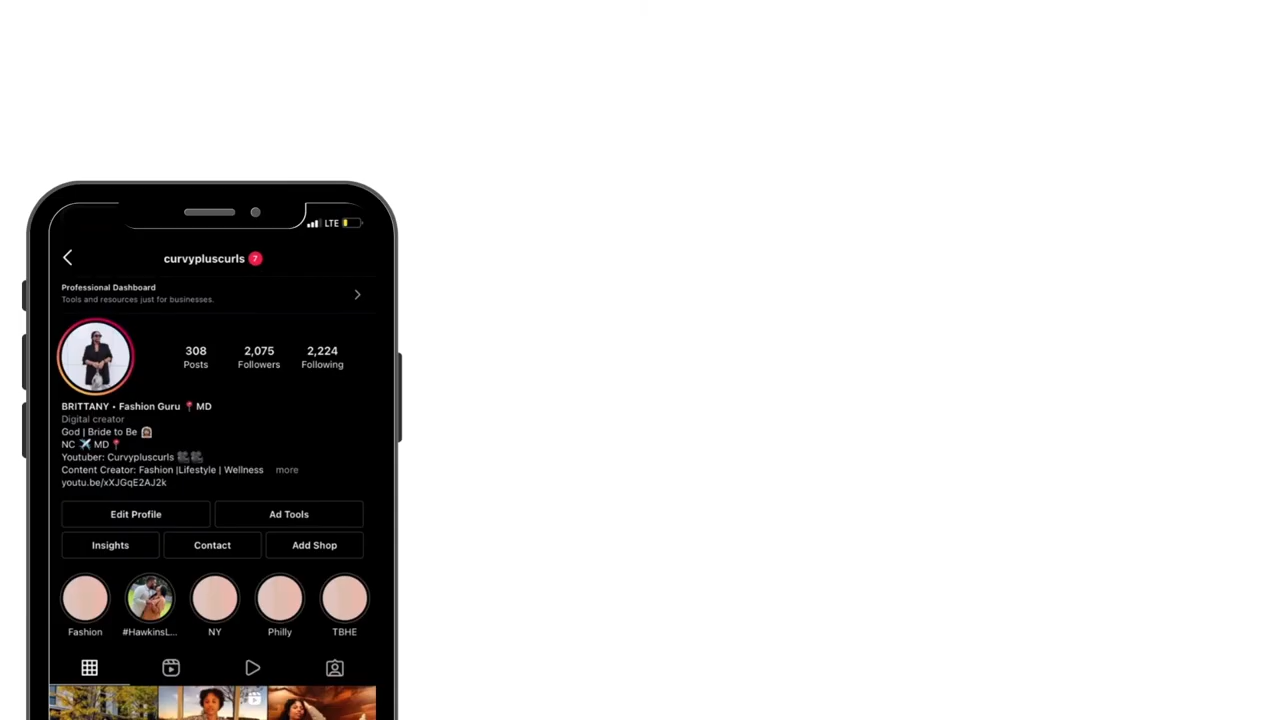 LTE
curvypluscurls 7
Professional Dashboard
Tools and resources just for businesses.
308 2,075 2,224
Posts Followers Following
BRITTANY • Fashion Guru 📍 MD
Digital creator
God | Bride to Be 👰🏽
NC ✈️ MD📍
Youtuber: Curvypluscurls 🎥🎥
Content Creator: Fashion |Lifestyle | Wellness more
youtu.be/xXJGqE2AJ2k
Edit Profile Ad Tools
Insights Contact Add Shop
Fashion #HawkinsL... NY Philly TBHE